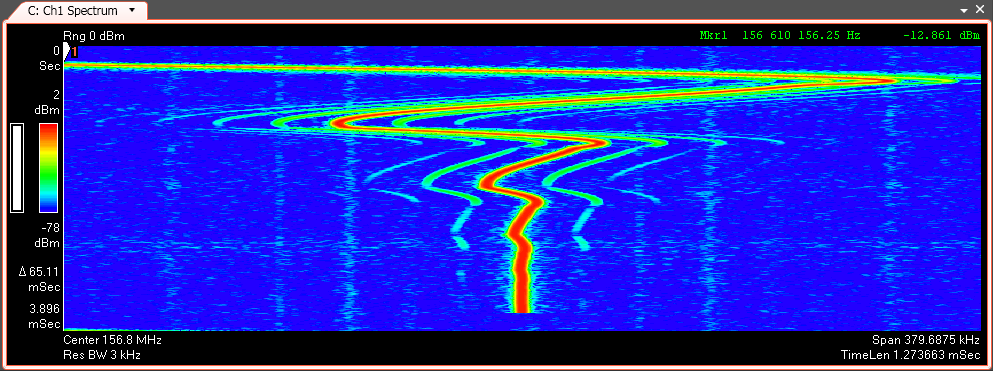 C: Ch1 Spectrum
Rng 0 dBm
Mkr1 156 610 156.25 Hz -12.861 dBm
0
Sec
1
2
dBm
-78
dBm
Δ 65.11
mSec
3.896
mSec
Center 156.8 MHz
Span 379.6875 kHz
Res BW 3 kHz
TimeLen 1.273663 mSec